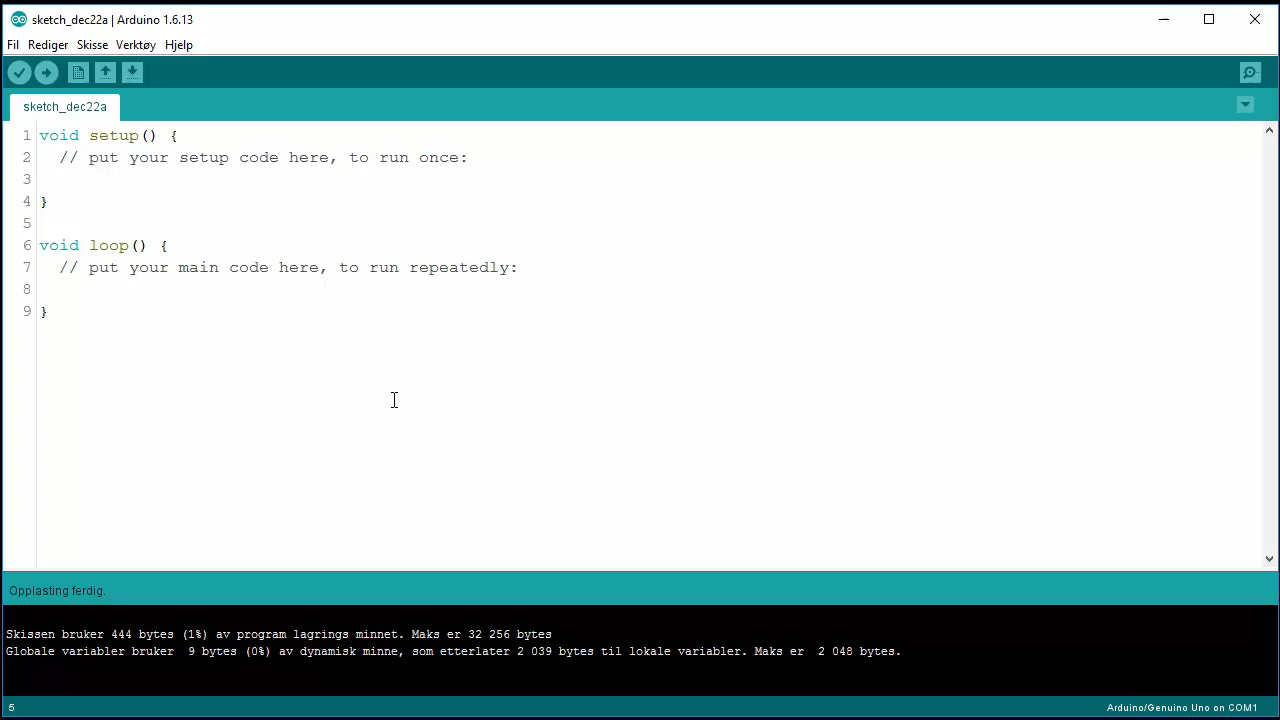 sketch_dec22a | Arduino 1.6.13
Fil Rediger Skisse Verktøy Hjelp
sketch_dec22a
1 void setup() {
2   // put your setup code here, to run once:
3
4 }
5
6 void loop() {
7   // put your main code here, to run repeatedly:
8
9 }
Opplasting ferdig.
Skissen bruker 444 bytes (1%) av program lagrings minnet. Maks er 32 256 bytes
Globale variabler bruker  9 bytes (0%) av dynamisk minne, som etterlater 2 039 bytes til lokale variabler. Maks er  2 048 bytes.
5 Arduino/Genuino Uno on COM1